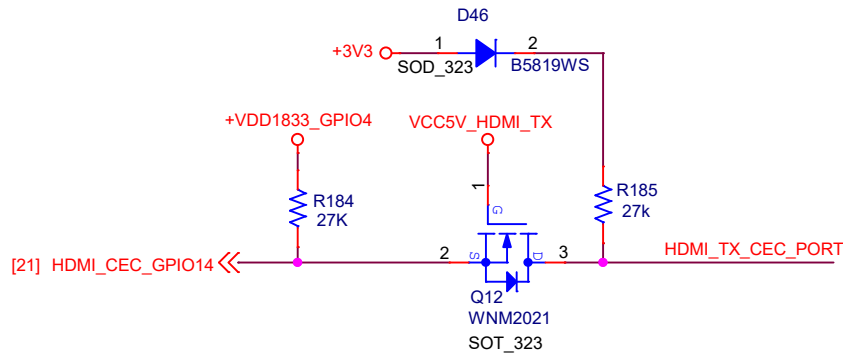 D46
+3V3
1
2
SOD_323
B5819WS
+VDD1833_GPIO4
VCC5V_HDMI_TX
1
R184
27K
R185
27k
G
[21] HDMI_CEC_GPIO14
2
S
D
3
HDMI_TX_CEC_PORT
Q12
WNM2021
SOT_323